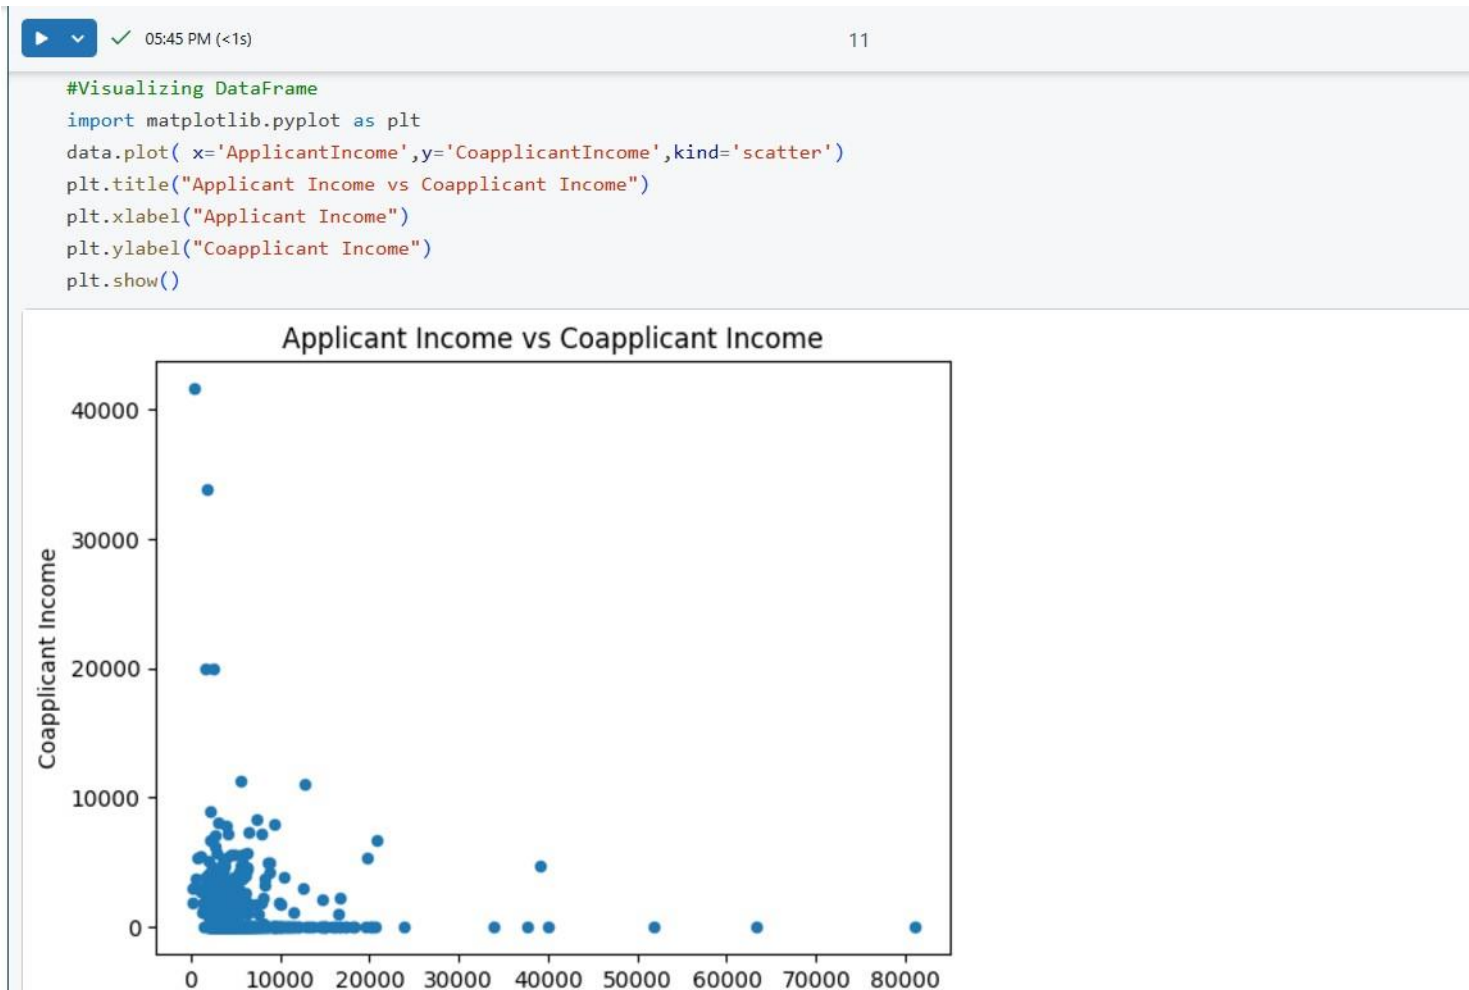 05:45 PM (<1s)
11
#Visualizing DataFrame
import matplotlib.pyplot as plt
data.plot( x='ApplicantIncome',y='CoapplicantIncome',kind='scatter')
plt.title("Applicant Income vs Coapplicant Income")
plt.xlabel("Applicant Income")
plt.ylabel("Coapplicant Income")
plt.show()
Applicant Income vs Coapplicant Income
Coapplicant Income
40000
30000
20000
10000
0
0 10000 20000 30000 40000 50000 60000 70000 80000